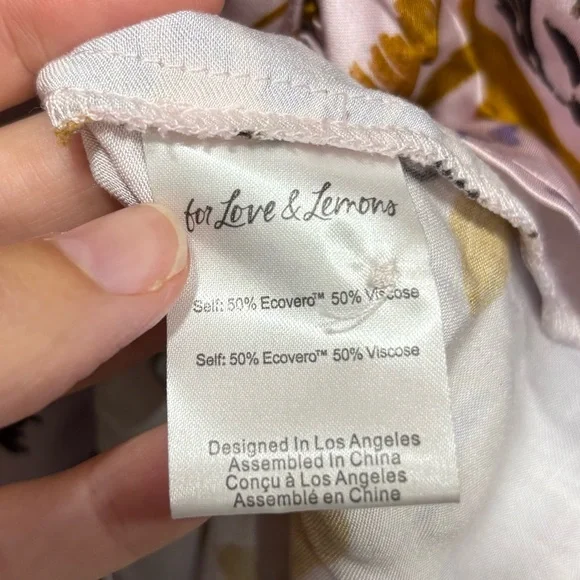 for Love & Lemons
Self: 50% Ecovero™ 50% Viscose
Self: 50% Ecovero™ 50% Viscose
Designed In Los Angeles
Assembled In China
Conçu à Los Angeles
Assemblé en Chine